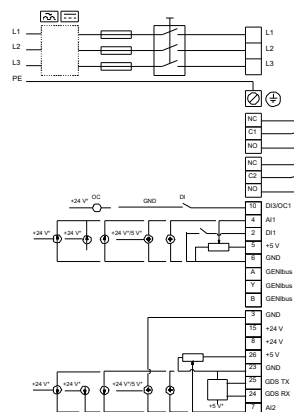 L1 L1
L2 L2
L3 L3
PE
NC
C1
NO
NC
C2
NO
+24 V* OC GND DI 10 DI3/OC1
4 AI1
2 DI1
+24 V* +24 V* +24 V*/5 V* 5 +5 V
6 GND
A GENIbus
Y GENIbus
B GENIbus
3 GND
15 +24 V
8 +24 V
26 +5 V
23 GND
+24 V* +24 V* +24 V*/5 V* 25 GDS TX
24 GDS RX
+5 V* 7 AI2